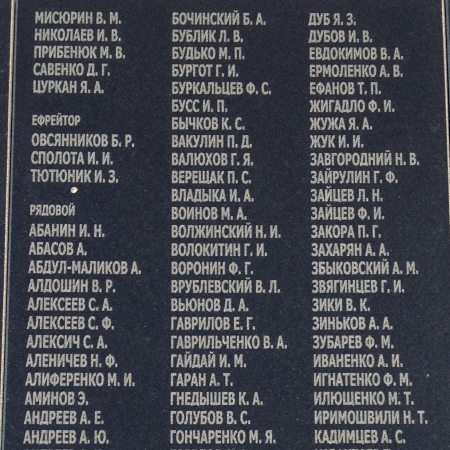 МИСЮРИН В. М.
НИКОЛАЕВ И. В.
ПРИБЕНЮК М. В.
САВЕНКО Д. Г.
ЦУРКАН Я. А.
ЕФРЕЙТОР
ОВСЯННИКОВ Б. Р.
СПОЛОТА И. И.
ТЮТЮНИК И. З.
РЯДОВОЙ
АБАНИН И. Н.
АБАСОВ А.
АБДУЛ-МАЛИКОВ А.
АЛДОШИН В. Р.
АЛЕКСЕЕВ С. А.
АЛЕКСЕЕВ С. Ф.
АЛЕКСИЧ С. А.
АЛЕНИЧЕВ Н. Ф.
АЛИФЕРЕНКО М. И.
АМИНОВ Э.
АНДРЕЕВ А. Е.
АНДРЕЕВ А. Ю.
БОЧИНСКИЙ Б. А.
БУБЛИК Л. В.
БУДЬКО М. П.
БУРГОТ Г. И.
БУРКАЛЬЦЕВ Ф. С.
БУСС И. П.
БЫЧКОВ К. С.
ВАКУЛИН П. Д.
ВАЛЮХОВ Г. Я.
ВЕРЕЩАК П. С.
ВЛАДЫКА И. А.
ВОИНОВ М. А.
ВОЛЖИНСКИЙ Н. И.
ВОЛОКИТИН Г. И.
ВОРОНИН Ф. Г.
ВРУБЛЕВСКИЙ В. Л.
ВЬЮНОВ Д. А.
ГАВРИЛОВ Е. Г.
ГАВРИЛЬЧЕНКО В. А.
ГАЙДАЙ И. М.
ГАРАН А. Т.
ГНЕДЫШЕВ К. А.
ГОЛУБОВ В. С.
ГОНЧАРЕНКО М. Я.
ДУБ Я. З.
ДУБОВ И. В.
ЕВДОКИМОВ В. А.
ЕРМОЛЕНКО А. В.
ЕФАНОВ Т. П.
ЖИГАДЛО Ф. И.
ЖУЖА Я. А.
ЖУК И. И.
ЗАВГОРОДНИЙ Н. В.
ЗАЙРУЛИН Г. Ф.
ЗАЙЦЕВ Л. Н.
ЗАЙЦЕВ Ф. И.
ЗАКОРА П. Г.
ЗАХАРЯН А. А.
ЗБЫКОВСКИЙ А. М.
ЗВЯГИНЦЕВ Г. И.
ЗИКИ В. К.
ЗИНЬКОВ А. А.
ЗУБАРЕВ Ф. М.
ИВАНЕНКО А. И.
ИГНАТЕНКО Ф. М.
ИЛЮЩЕНКО М. Т.
ИРИМОШВИЛИ Н. Т.
КАДИМЦЕВ А. С.